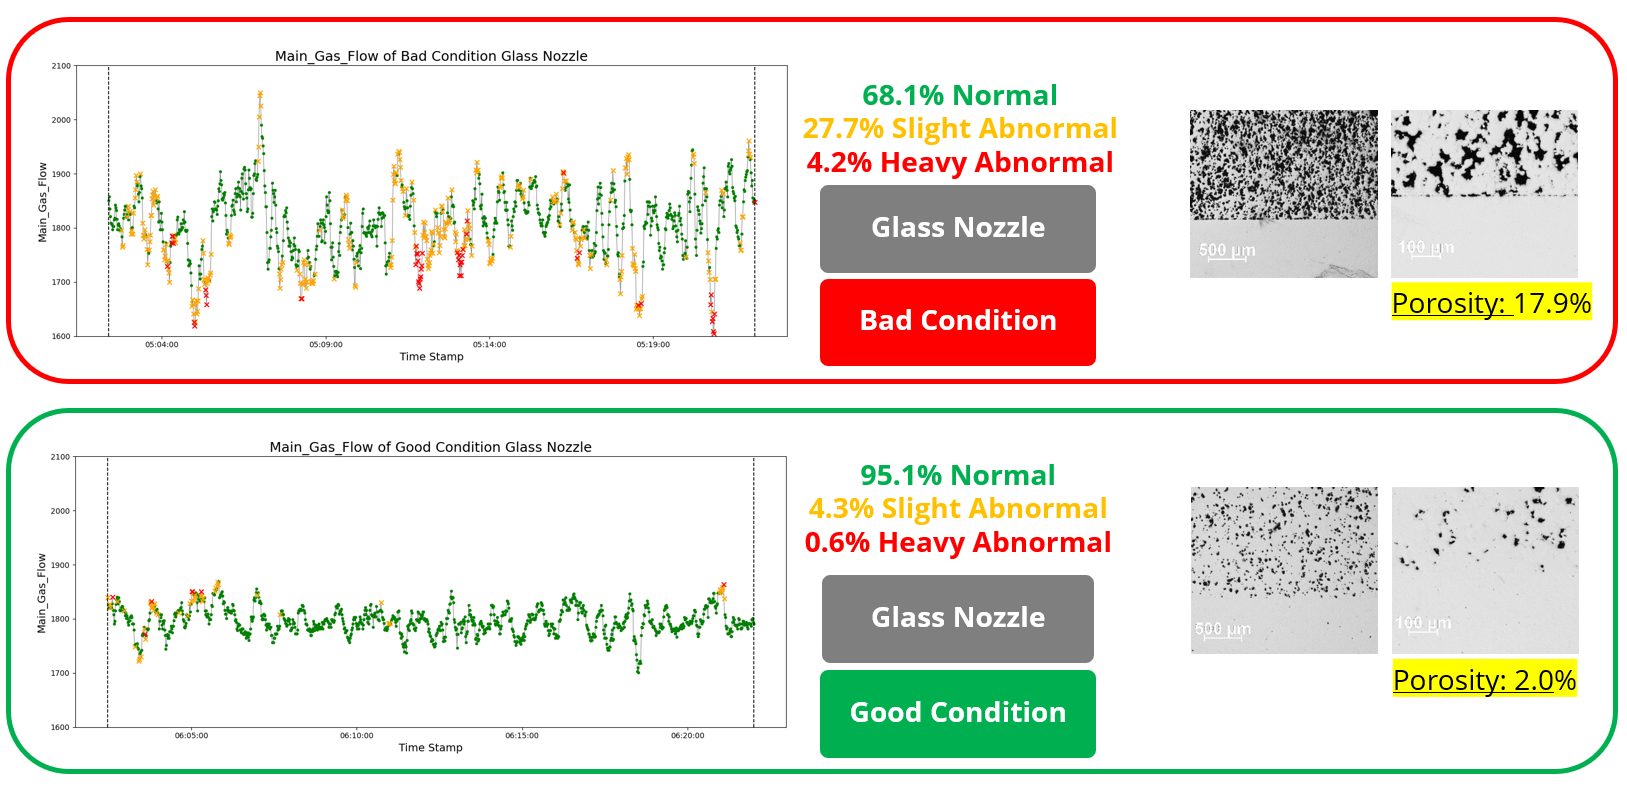 Main_Gas_Flow of Bad Condition Glass Nozzle
2100
2000
1900
1800
1700
1600
Main_Gas_Flow
05:04:00
05:09:00
05:14:00
05:19:00
Time Stamp
68.1% Normal
27.7% Slight Abnormal
4.2% Heavy Abnormal
Glass Nozzle
Bad Condition
500 µm
100 µm
Porosity: 17.9%
Main_Gas_Flow of Good Condition Glass Nozzle
2100
2000
1900
1800
1700
1600
Main_Gas_Flow
06:05:00
06:10:00
06:15:00
06:20:00
Time Stamp
95.1% Normal
4.3% Slight Abnormal
0.6% Heavy Abnormal
Glass Nozzle
Good Condition
500 µm
100 µm
Porosity: 2.0%